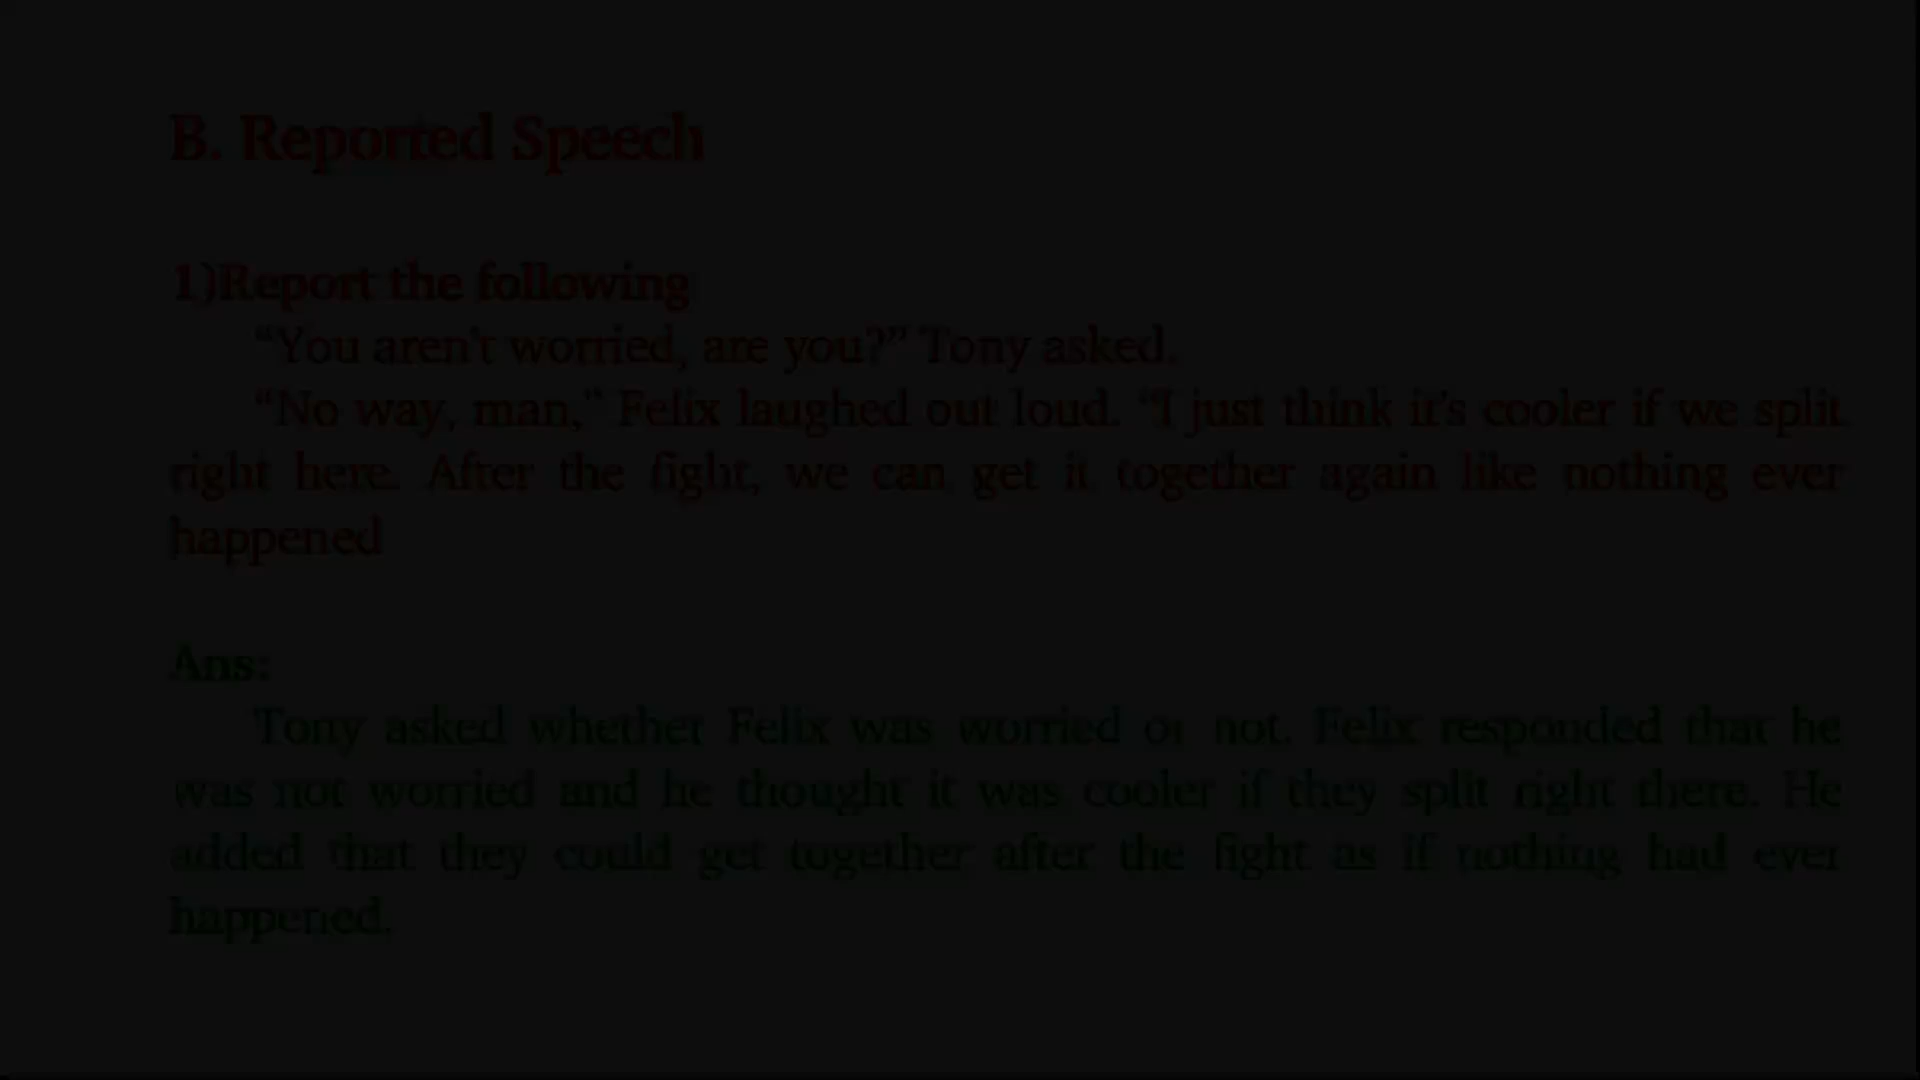 B. Reported Speech
1)Report the following
“You aren't worried, are you?” Tony asked.
“No way, man,” Felix laughed out loud. “I just think it's cooler if we split
right here. After the fight, we can get it together again like nothing ever
happened
Ans:
Tony asked whether Felix was worried or not. Felix responded that he
was not worried and he thought it was cooler if they split right there. He
added that they could get together after the fight as if nothing had ever
happened.